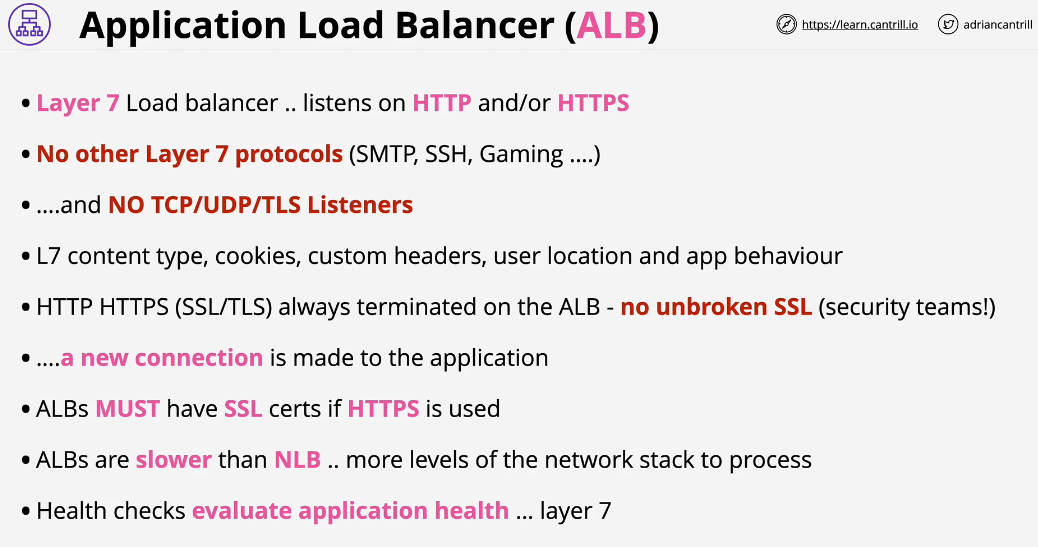 Application Load Balancer (ALB)
https://learn.cantrill.io
adriancantrill
• Layer 7 Load balancer .. listens on HTTP and/or HTTPS
• No other Layer 7 protocols (SMTP, SSH, Gaming ....)
• ....and NO TCP/UDP/TLS Listeners
• L7 content type, cookies, custom headers, user location and app behaviour
• HTTP HTTPS (SSL/TLS) always terminated on the ALB - no unbroken SSL (security teams!)
• ....a new connection is made to the application
• ALBs MUST have SSL certs if HTTPS is used
• ALBs are slower than NLB .. more levels of the network stack to process
• Health checks evaluate application health ... layer 7